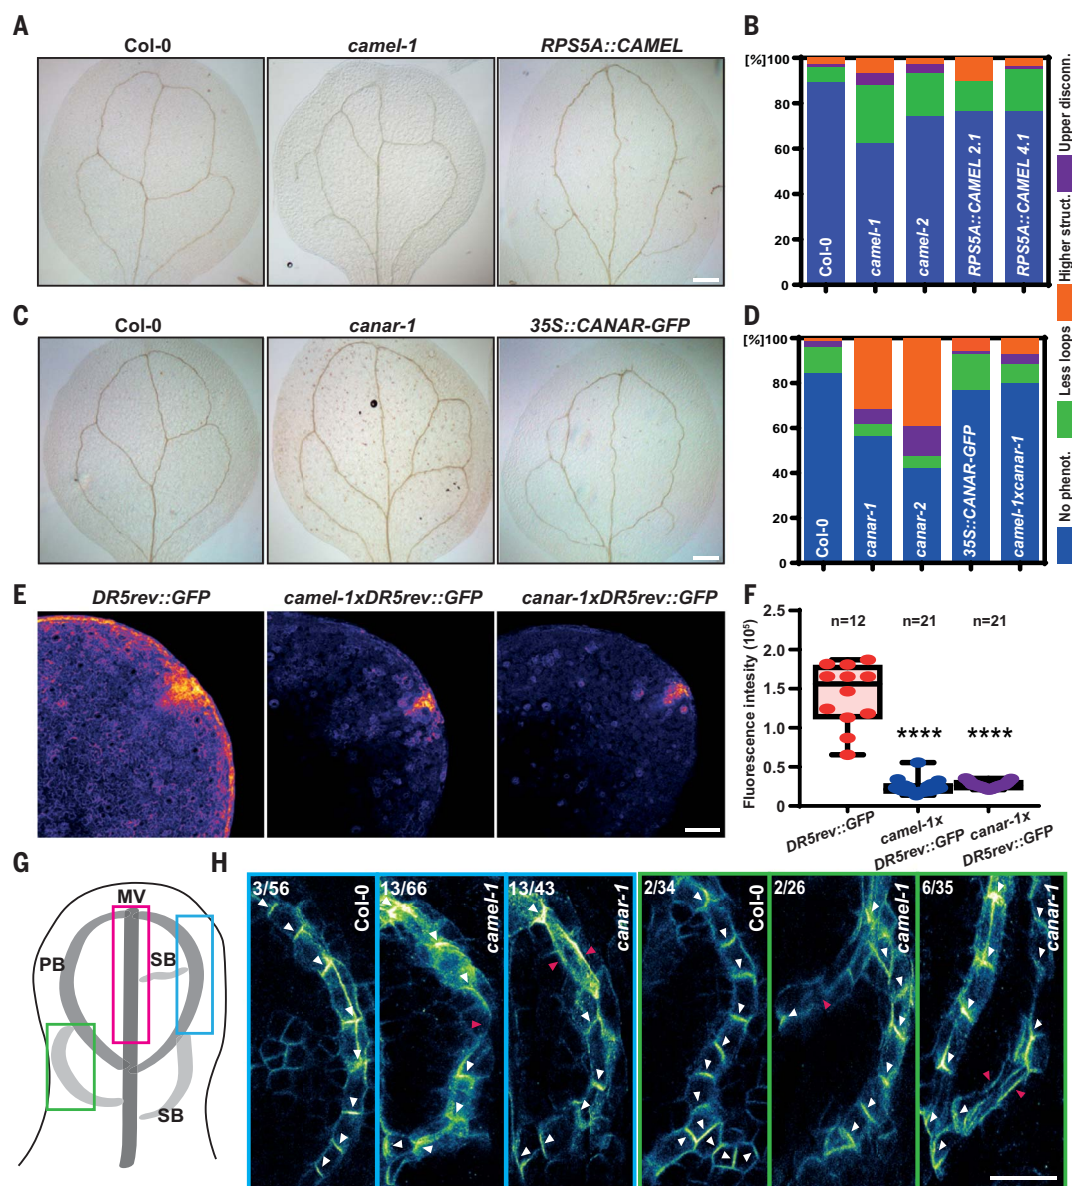 A
Col-0
camel-1
RPS5A::CAMEL
B
[%]100
80
60
40
20
0
Col-0
camel-1
camel-2
RPS5A::CAMEL 2.1
RPS5A::CAMEL 4.1
C
Col-0
canar-1
35S::CANAR-GFP
D
[%]100
80
60
40
20
0
Col-0
canar-1
canar-2
35S::CANAR-GFP
camel-1xcanar-1
No phenot.
Less loops
Higher struct.
Upper disconn.
E
DR5rev::GFP
camel-1xDR5rev::GFP
canar-1xDR5rev::GFP
F
Fluorescence intesity (10⁵)
2.5
2.0
1.5
1.0
0.5
0
n=12
n=21
n=21
****
****
DR5rev::GFP
camel-1x
DR5rev::GFP
canar-1x
DR5rev::GFP
G
MV
PB
SB
SB
H
3/56
Col-0
13/66
camel-1
13/43
canar-1
2/34
Col-0
2/26
camel-1
6/35
canar-1